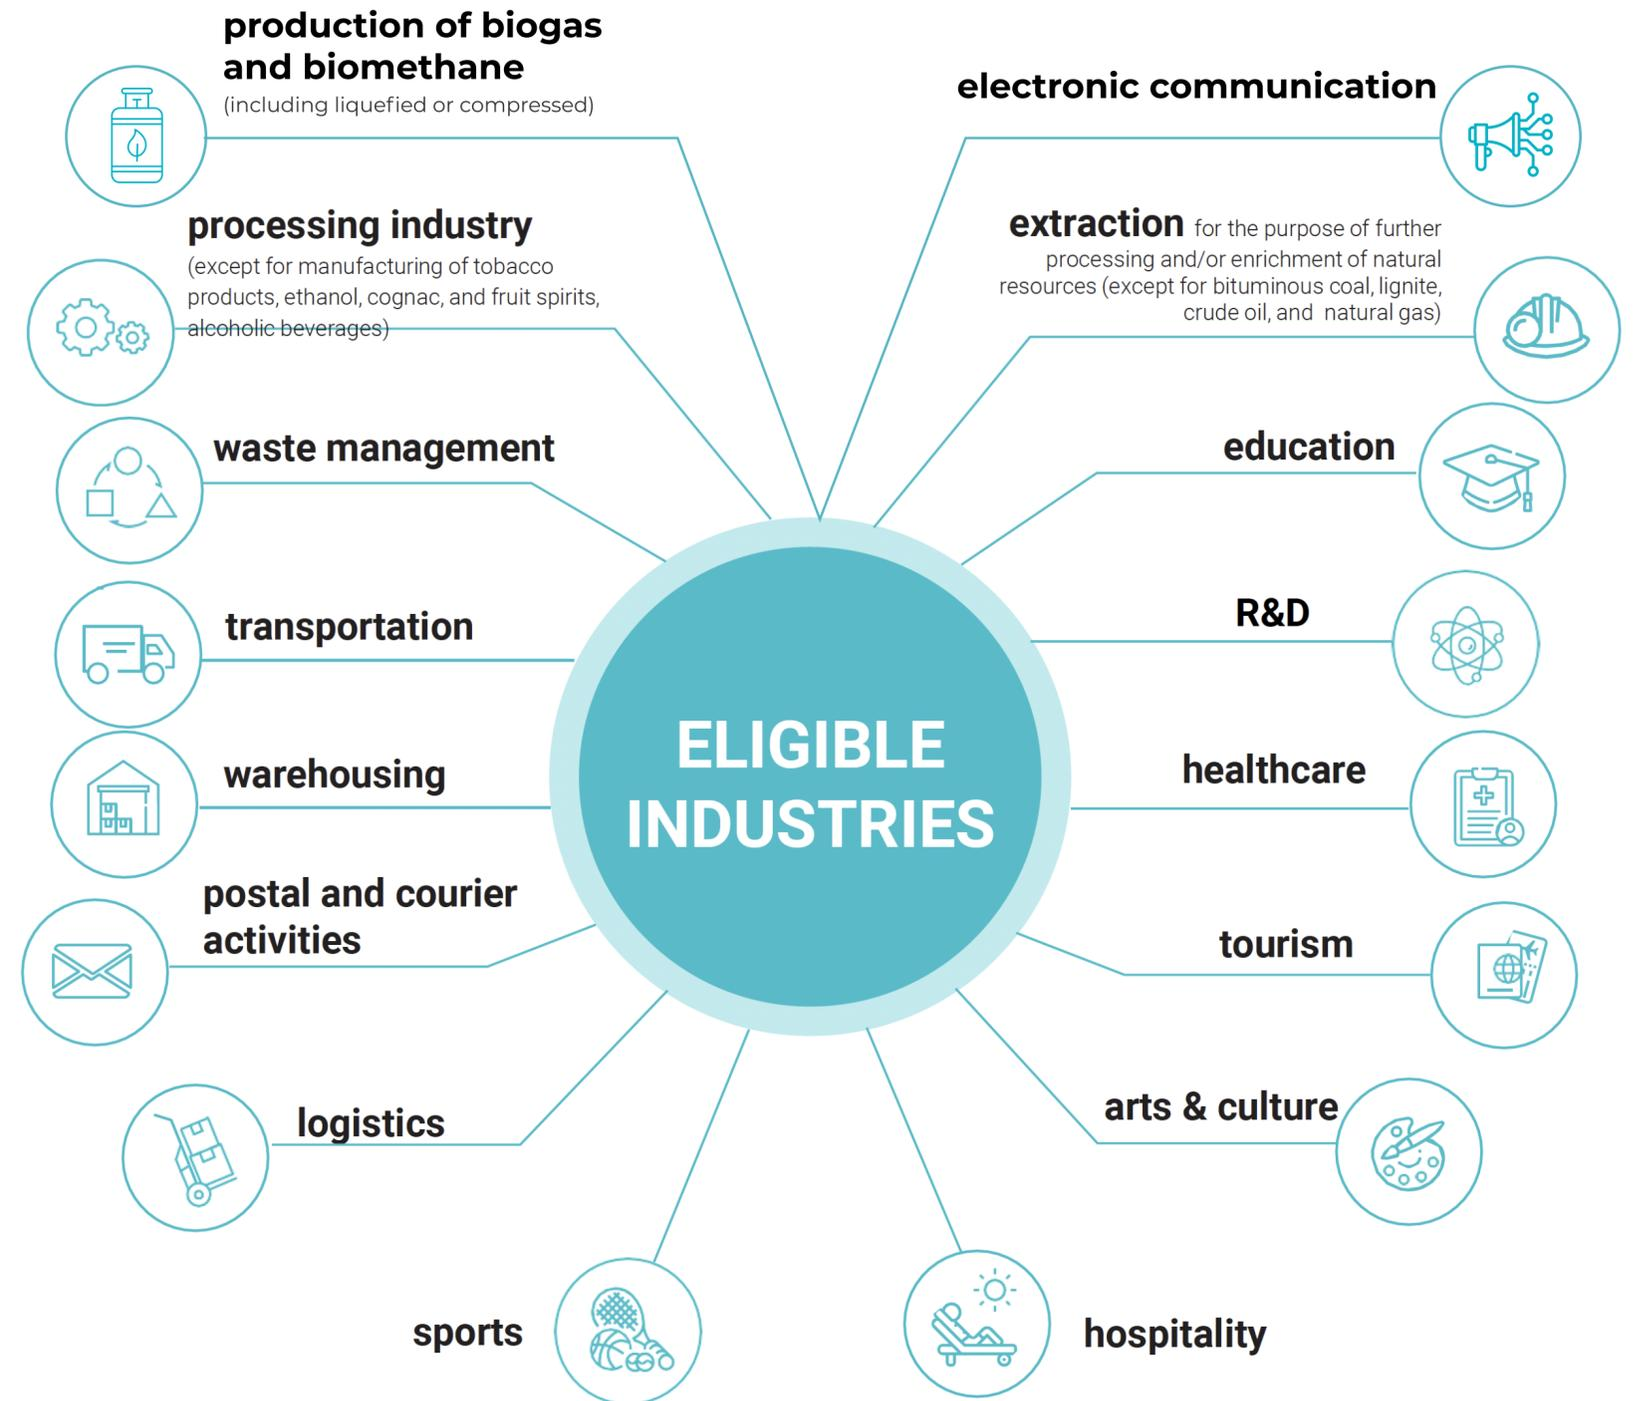 production of biogas
and biomethane
(including liquefied or compressed)
electronic communication
processing industry
(except for manufacturing of tobacco
products, ethanol, cognac, and fruit spirits,
alcoholic beverages)
extraction for the purpose of further
processing and/or enrichment of natural
resources (except for bituminous coal, lignite,
crude oil, and natural gas)
waste management
education
transportation
R&D
warehousing
healthcare
ELIGIBLE
INDUSTRIES
postal and courier
activities
tourism
logistics
arts & culture
sports
hospitality